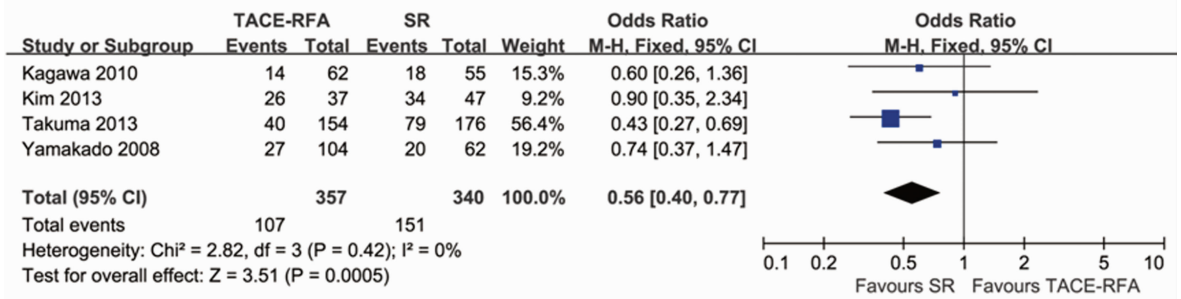 TACE-RFA SR Odds Ratio Odds Ratio
Study or Subgroup Events Total Events Total Weight M-H, Fixed, 95% CI M-H, Fixed, 95% CI
Kagawa 2010 14 62 18 55 15.3% 0.60 [0.26, 1.36]
Kim 2013 26 37 34 47 9.2% 0.90 [0.35, 2.34]
Takuma 2013 40 154 79 176 56.4% 0.43 [0.27, 0.69]
Yamakado 2008 27 104 20 62 19.2% 0.74 [0.37, 1.47]
Total (95% CI) 357 340 100.0% 0.56 [0.40, 0.77]
Total events 107 151
Heterogeneity: Chi² = 2.82, df = 3 (P = 0.42); I² = 0%
Test for overall effect: Z = 3.51 (P = 0.0005)
0.1 0.2 0.5 1 2 5 10
Favours SR Favours TACE-RFA